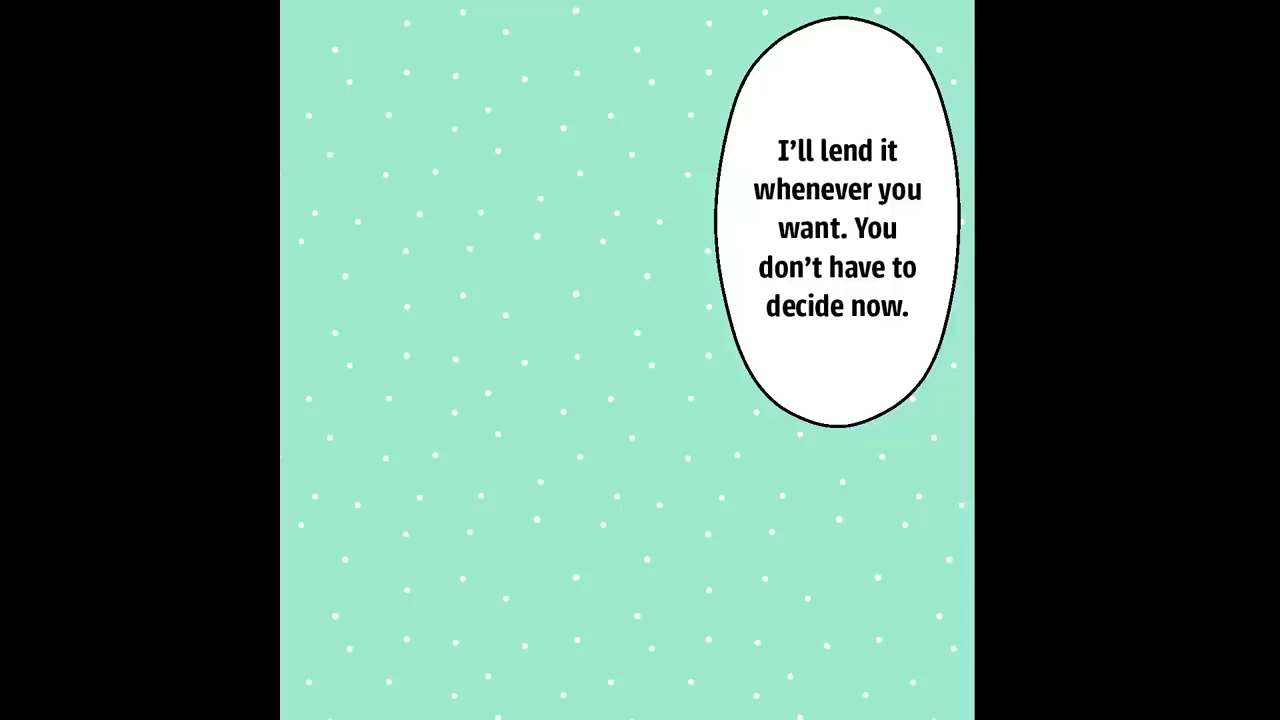 I’ll lend it
whenever you
want. You
don’t have to
decide now.